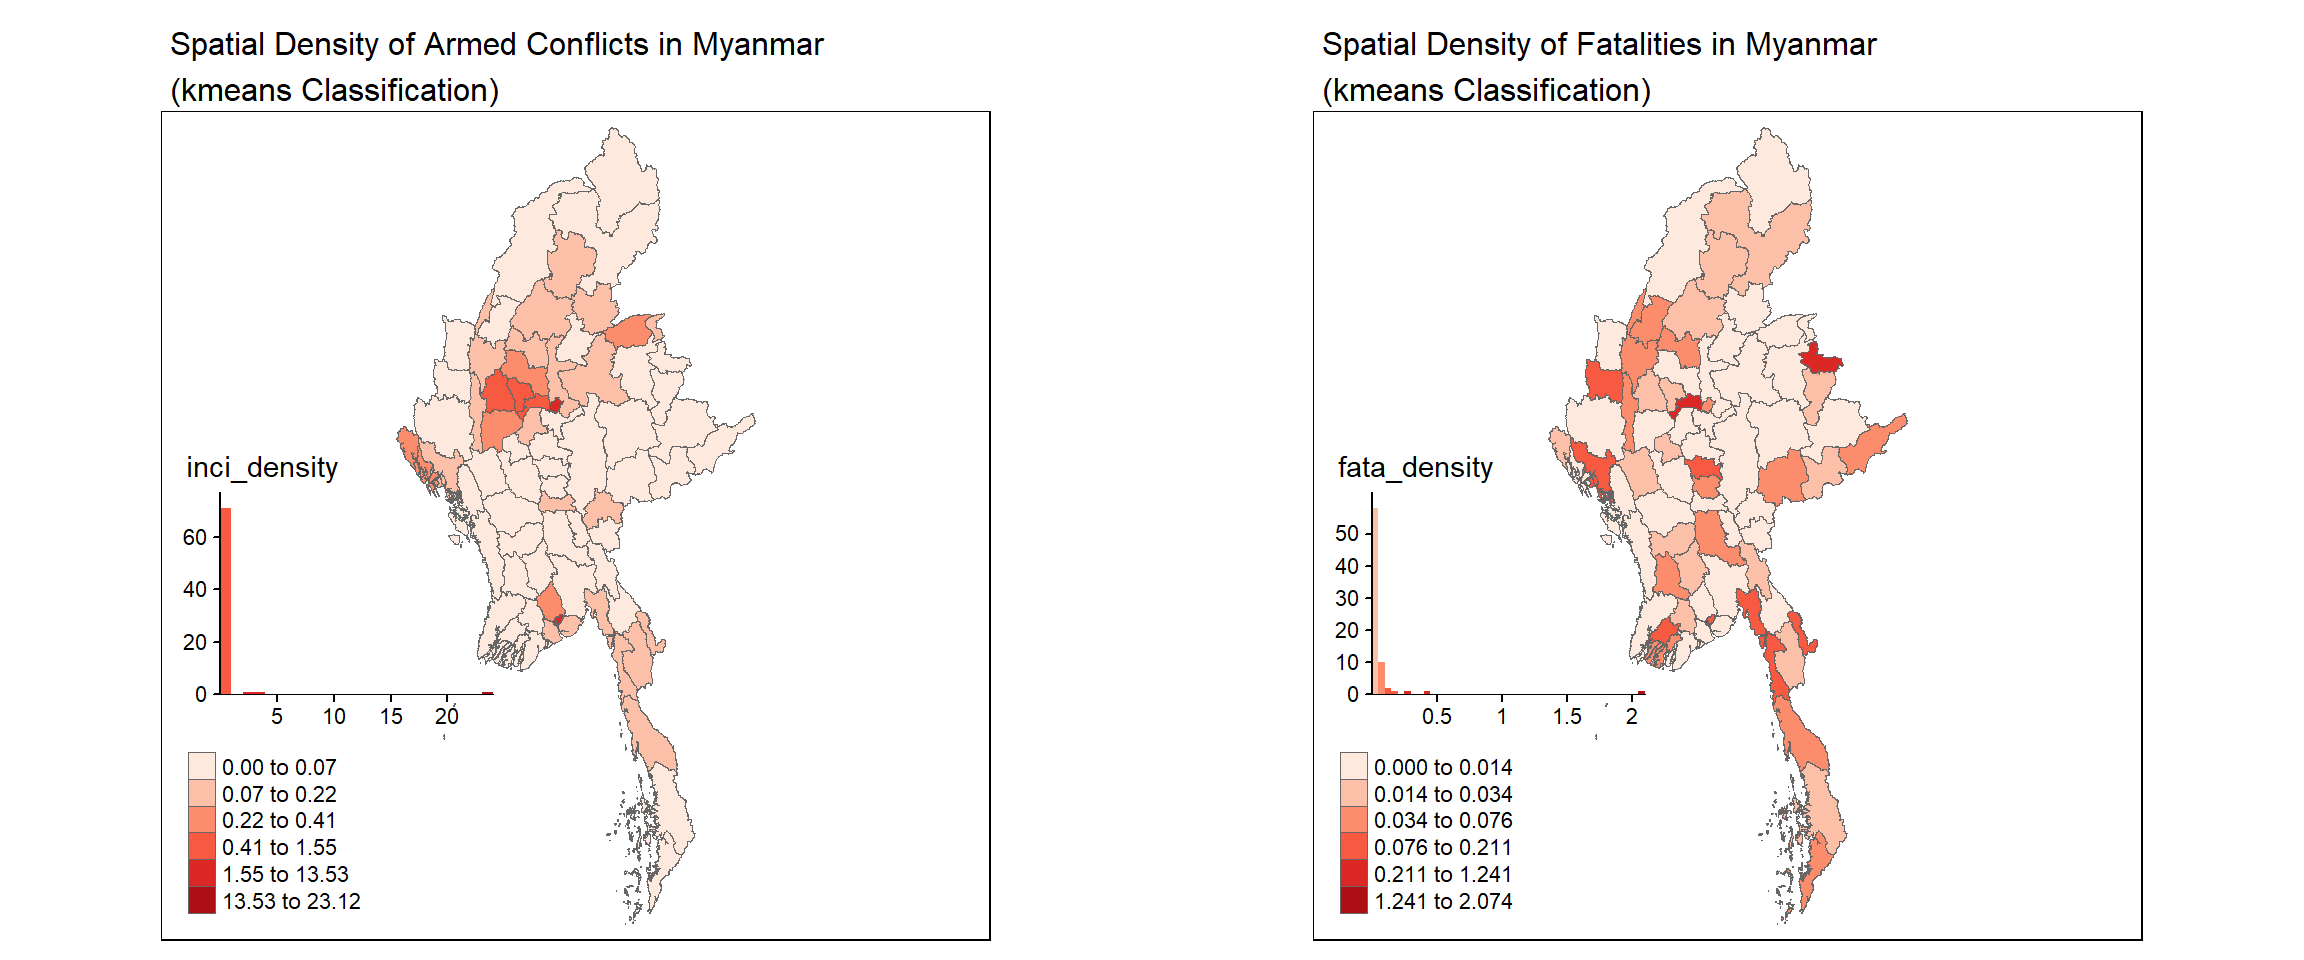 Spatial Density of Armed Conflicts in Myanmar
(kmeans Classification)
inci_density
60
40
20
0
5 10 15 20
0.00 to 0.07
0.07 to 0.22
0.22 to 0.41
0.41 to 1.55
1.55 to 13.53
13.53 to 23.12
Spatial Density of Fatalities in Myanmar
(kmeans Classification)
fata_density
50
40
30
20
10
0
0.5 1 1.5 2
0.000 to 0.014
0.014 to 0.034
0.034 to 0.076
0.076 to 0.211
0.211 to 1.241
1.241 to 2.074